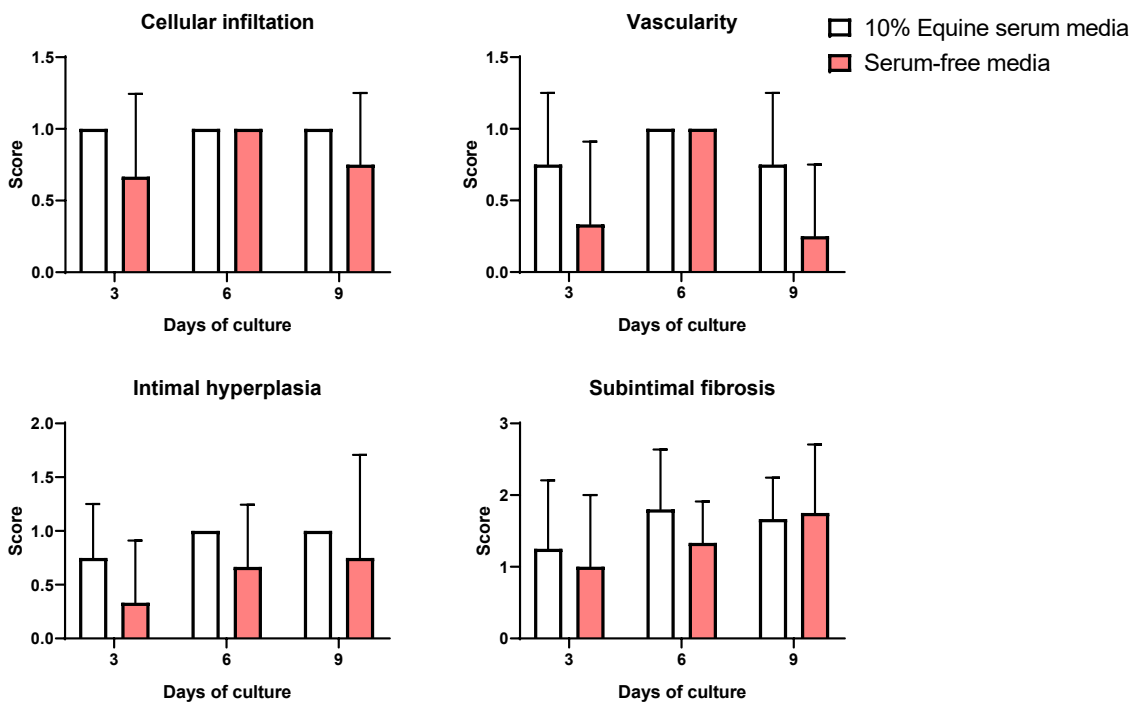 Cellular infiltation
Vascularity
10% Equine serum media
Serum-free media
Score
1.5
1.0
0.5
0.0
3 6 9
Days of culture
Score
1.5
1.0
0.5
0.0
3 6 9
Days of culture
Intimal hyperplasia
Score
2.0
1.5
1.0
0.5
0.0
3 6 9
Days of culture
Subintimal fibrosis
Score
3
2
1
0
3 6 9
Days of culture